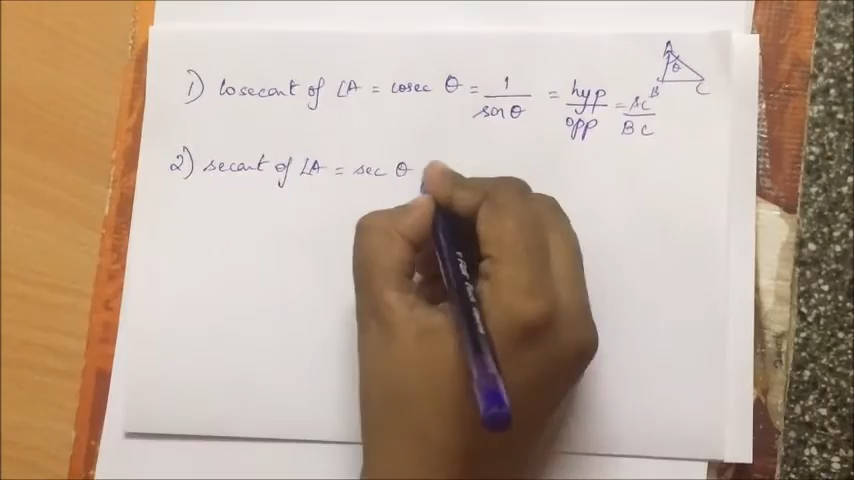 1) Cosecant of ∠A = cosec θ = 1/sin θ = hyp/opp = AC/BC
A
θ
B C
2) secant of ∠A = sec θ